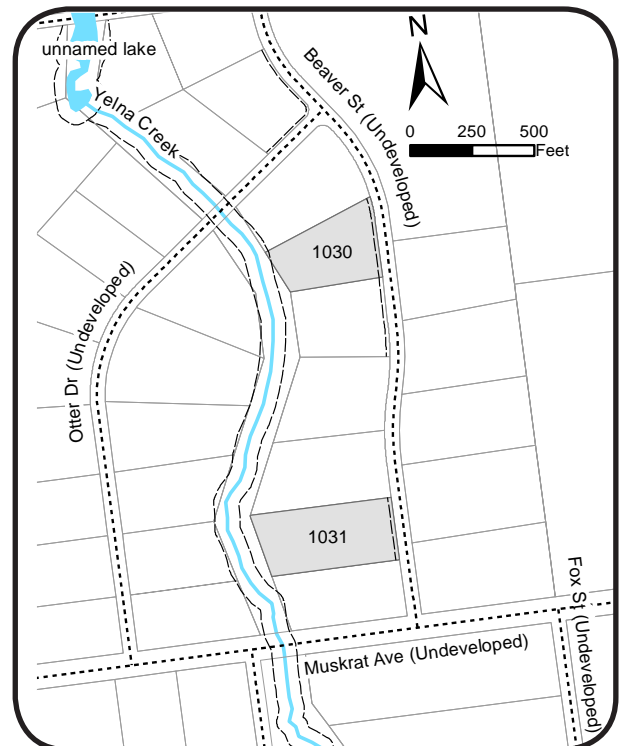 unnamed lake
Yelna Creek
Beaver St (Undeveloped)
N
0 250 500
Feet
1030
Otter Dr (Undeveloped)
1031
Fox St (Undeveloped)
Muskrat Ave (Undeveloped)